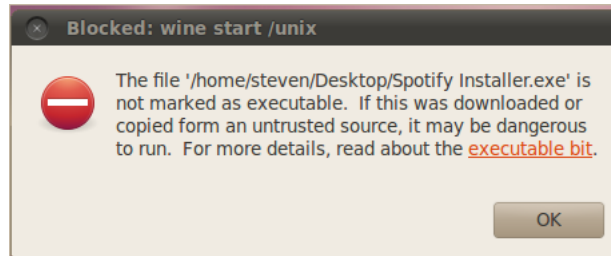 Blocked: wine start /unix
The file '/home/steven/Desktop/Spotify Installer.exe' is
not marked as executable.  If this was downloaded or
copied form an untrusted source, it may be dangerous
to run.  For more details, read about the executable bit.
OK